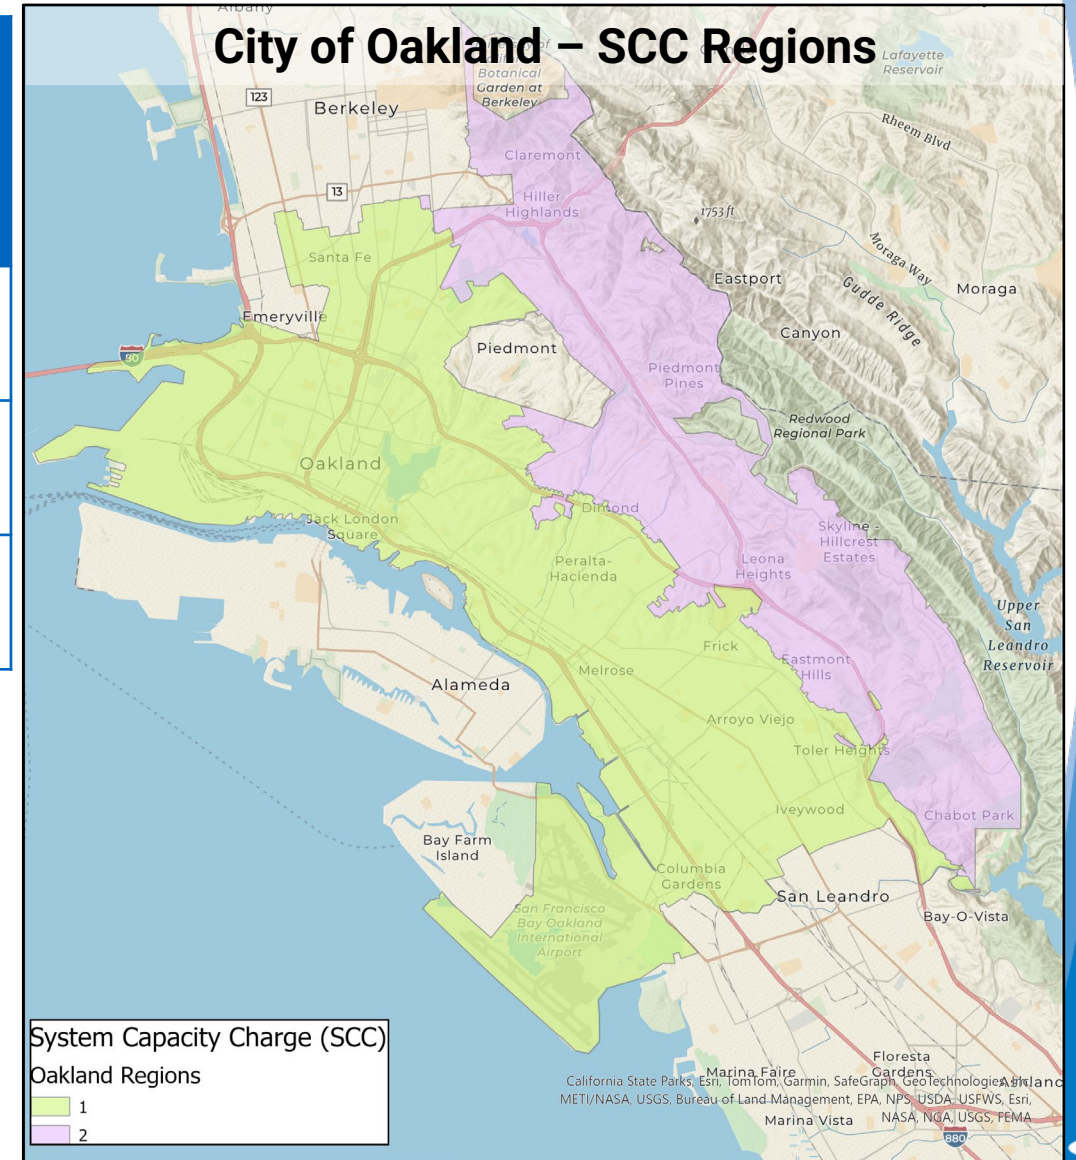 Albany
City of Oakland – SCC Regions
Botanical
Garden at
Berkeley
Lafayette
Reservoir
123
Berkeley
Rheem Blvd
Claremont
13
Hiller
Highlands
1753 ft
Moraga Way
Santa Fe
Eastport
Gudde Ridge
Moraga
Emeryville
Canyon
80
Piedmont
Piedmont
Pines
Redwood
Regional Park
Oakland
Dimond
Jack London
Square
Skyline -
Hillcrest
Estates
Peralta-
Hacienda
Leona
Heights
Upper
San
Leandro
Reservoir
Frick
Eastmont
Hills
Melrose
Alameda
Arroyo Viejo
Toler Heights
Iveywood
Chabot Park
Bay Farm
Island
Columbia
Gardens
San Leandro
San Francisco
Bay Oakland
International
Airport
Bay-O-Vista
System Capacity Charge (SCC)
Oakland Regions
1
2
Floresta
Gardens
Marina Faire
Ashland
California State Parks, Esri, TomTom, Garmin, SafeGraph, GeoTechnologies, Inc,
METI/NASA, USGS, Bureau of Land Management, EPA, NPS, USDA, USFWS, Esri,
NASA, NGA, USGS, FEMA
Marina Vista
880